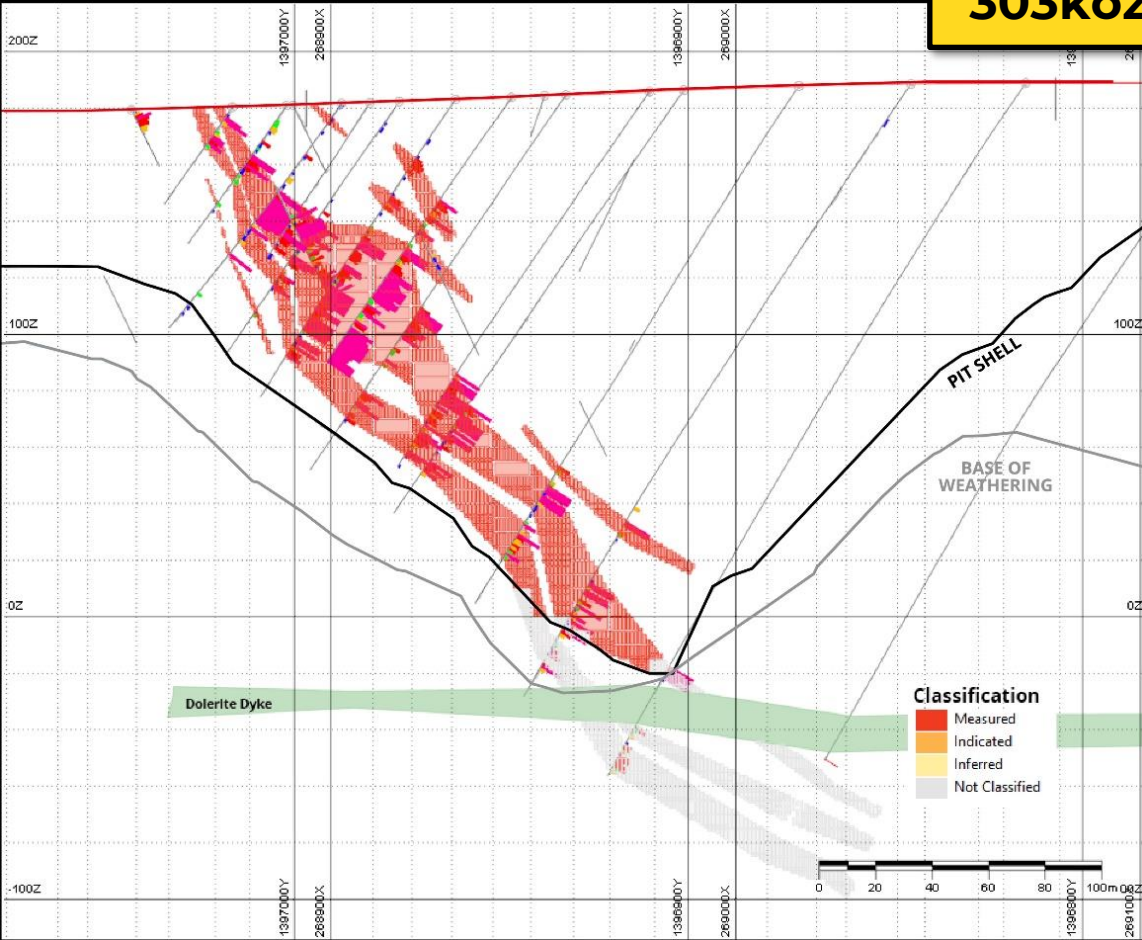 303koz
200Z
1397000Y
268900X
1396900Y
269000X
100Z
100Z
PIT SHELL
BASE OF
WEATHERING
0Z
0Z
Dolerite Dyke
Classification
Measured
Indicated
Inferred
Not Classified
0 20 40 60 80 100m
-100Z
1397000Y
268900X
1396900Y
269000X
1396800Y
269100X